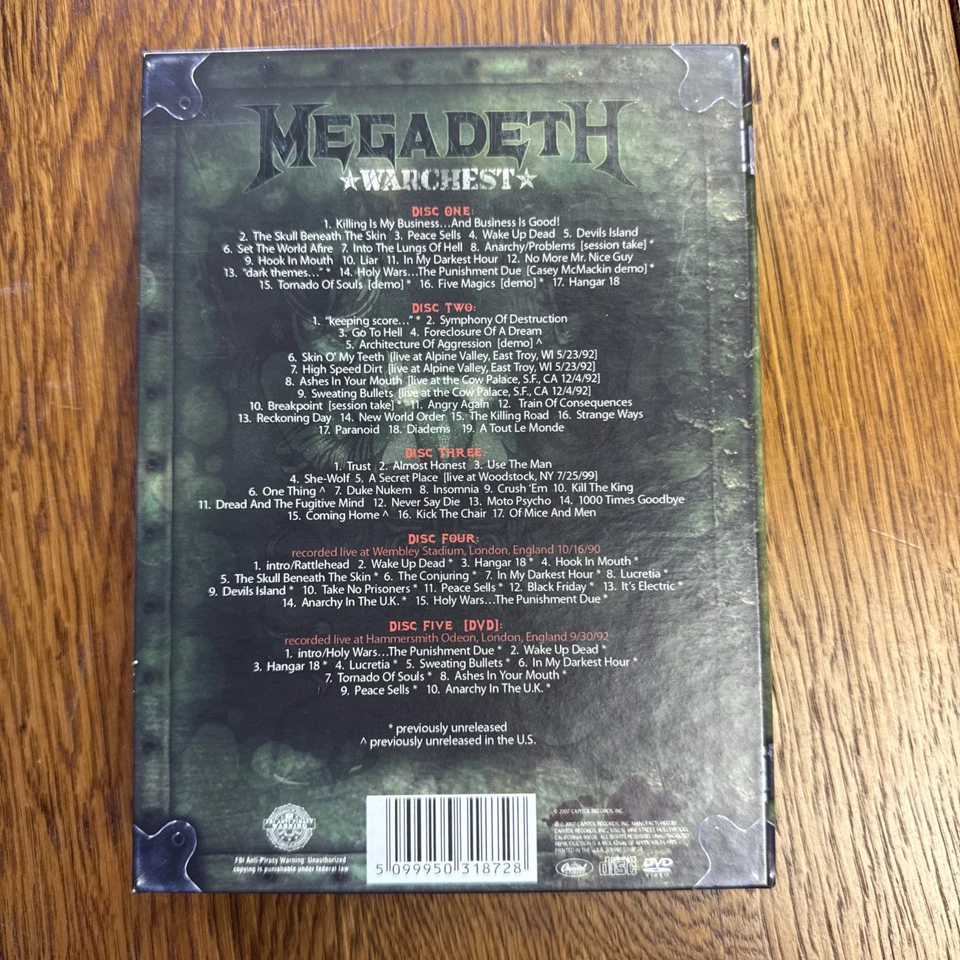 MEGADETH
★WARCHEST★
DISC ONE:
1. Killing Is My Business...And Business Is Good!
2. The Skull Beneath The Skin 3. Peace Sells 4. Wake Up Dead 5. Devils Island
6. Set The World Afire 7. Into The Lungs Of Hell 8. Anarchy/Problems [session take] *
9. Hook In Mouth 10. Liar 11. In My Darkest Hour 12. No More Mr. Nice Guy
13. "dark themes..." * 14. Holy Wars...The Punishment Due [Casey McMackin demo] *
15. Tornado Of Souls [demo] * 16. Five Magics [demo] * 17. Hangar 18
DISC TWO:
1. "keeping score..." * 2. Symphony Of Destruction
3. Go To Hell 4. Foreclosure Of A Dream
5. Architecture Of Aggression [demo] ^
6. Skin O' My Teeth [live at Alpine Valley, East Troy, WI 5/23/92]
7. High Speed Dirt [live at Alpine Valley, East Troy, WI 5/23/92]
8. Ashes In Your Mouth [live at the Cow Palace, S.F., CA 12/4/92]
9. Sweating Bullets [live at the Cow Palace, S.F., CA 12/4/92]
10. Breakpoint [session take] * 11. Angry Again 12. Train Of Consequences
13. Reckoning Day 14. New World Order 15. The Killing Road 16. Strange Ways
17. Paranoid 18. Diadems 19. A Tout Le Monde
DISC THREE:
1. Trust 2. Almost Honest 3. Use The Man
4. She-Wolf 5. A Secret Place [live at Woodstock, NY 7/25/99]
6. One Thing ^ 7. Duke Nukem 8. Insomnia 9. Crush 'Em 10. Kill The King
11. Dread And The Fugitive Mind 12. Never Say Die 13. Moto Psycho 14. 1000 Times Goodbye
15. Coming Home ^ 16. Kick The Chair 17. Of Mice And Men
DISC FOUR:
recorded live at Wembley Stadium, London, England 10/16/90
1. intro/Rattlehead 2. Wake Up Dead * 3. Hangar 18 * 4. Hook In Mouth *
5. The Skull Beneath The Skin * 6. The Conjuring * 7. In My Darkest Hour * 8. Lucretia *
9. Devils Island * 10. Take No Prisoners * 11. Peace Sells * 12. Black Friday * 13. It's Electric *
14. Anarchy In The U.K. * 15. Holy Wars...The Punishment Due *
DISC FIVE [DVD]:
recorded live at Hammersmith Odeon, London, England 9/30/92
1. intro/Holy Wars...The Punishment Due * 2. Wake Up Dead *
3. Hangar 18 * 4. Lucretia * 5. Sweating Bullets * 6. In My Darkest Hour *
7. Tornado Of Souls * 8. Ashes In Your Mouth *
9. Peace Sells * 10. Anarchy In The U.K. *
* previously unreleased
^ previously unreleased in the U.S.
FBI Anti-Piracy Warning: Unauthorized
copying is punishable under federal law
5 099950 318728
© 2007 CAPITOL RECORDS, INC.
2007 CAPITOL RECORDS, INC. MANUFACTURED BY
CAPITOL RECORDS, INC.
Capitol
DISC
DVD
VIDEO